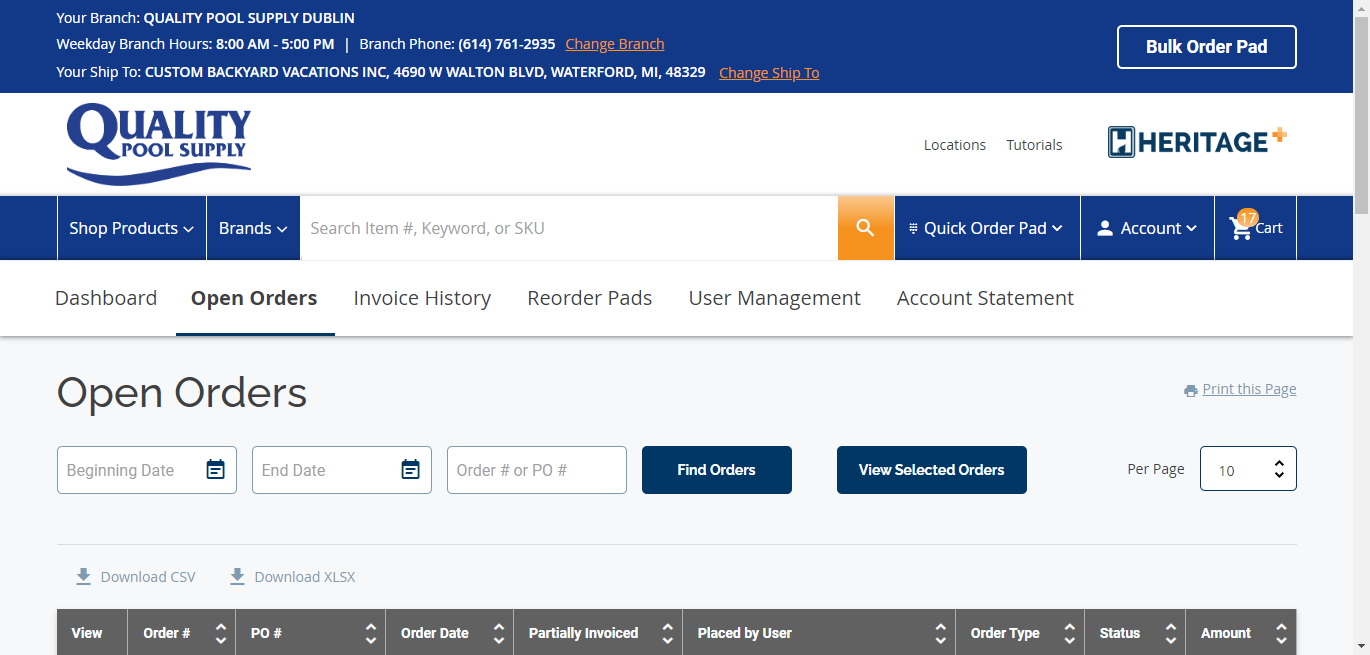 Your Branch: QUALITY POOL SUPPLY DUBLIN
Weekday Branch Hours: 8:00 AM - 5:00 PM | Branch Phone: (614) 761-2935 Change Branch
Your Ship To: CUSTOM BACKYARD VACATIONS INC, 4690 W WALTON BLVD, WATERFORD, MI, 48329 Change Ship To
Bulk Order Pad
QUALITY
POOL SUPPLY
Locations Tutorials
HERITAGE+
Shop Products Brands Search Item #, Keyword, or SKU Quick Order Pad Account 17 Cart
Dashboard Open Orders Invoice History Reorder Pads User Management Account Statement
Open Orders
Print this Page
Beginning Date End Date Order # or PO # Find Orders View Selected Orders Per Page 10
Download CSV Download XLSX
View Order # PO # Order Date Partially Invoiced Placed by User Order Type Status Amount